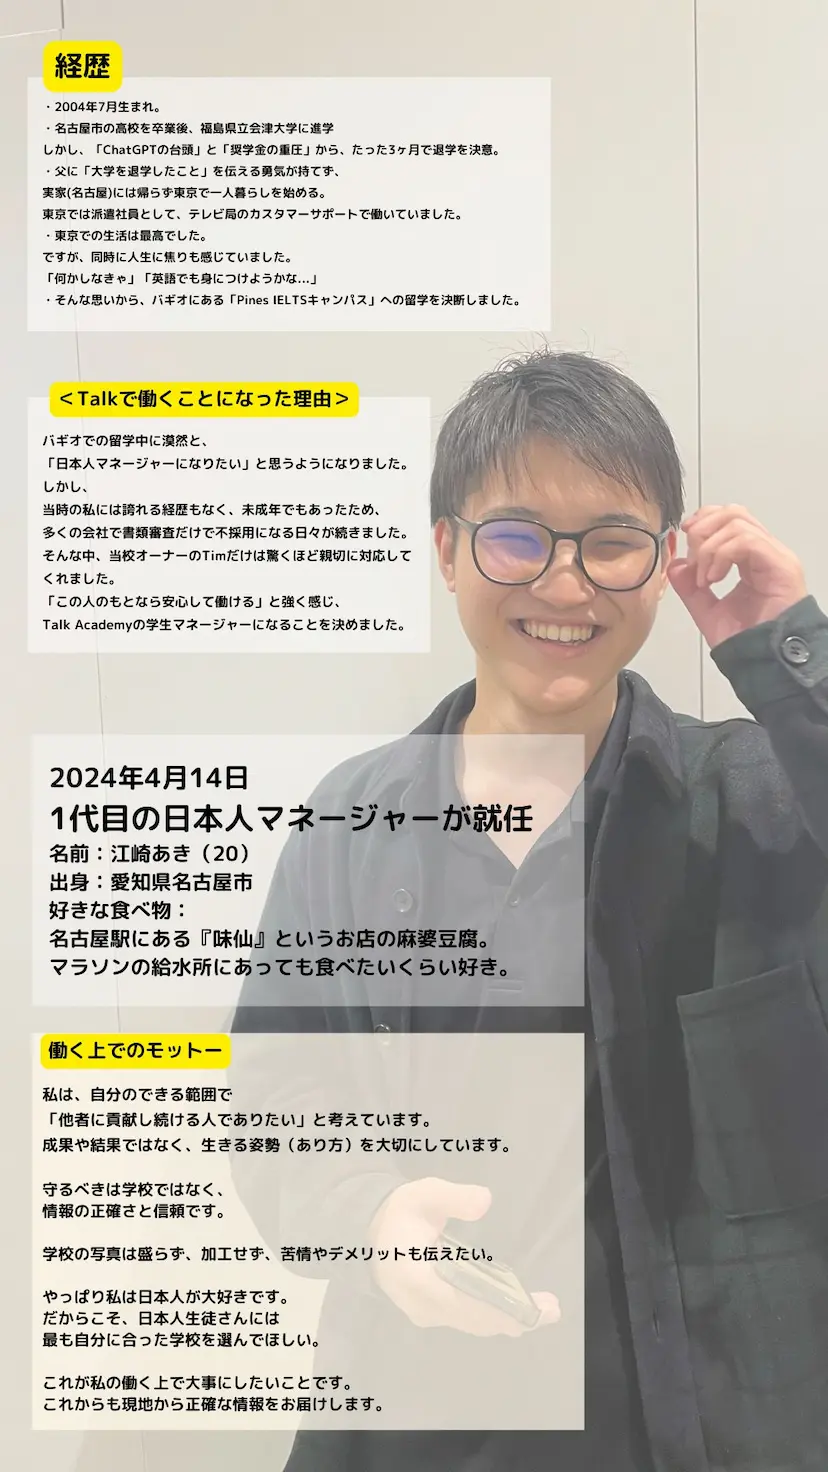 経歴
・2004年7月生まれ。
・名古屋市の高校を卒業後、福島県立会津大学に進学
しかし、「ChatGPTの台頭」と「奨学金の重圧」から、たった3ヶ月で退学を決意。
・父に「大学を退学したこと」を伝える勇気が持てず、
実家(名古屋)には帰らず東京で一人暮らしを始める。
東京では派遣社員として、テレビ局のカスタマーサポートで働いていました。
・東京での生活は最高でした。
ですが、同時に人生に焦りも感じていました。
「何かしなきゃ」「英語でも身につけようかな...」
・そんな思いから、バギオにある「Pines IELTSキャンパス」への留学を決断しました。
＜Talkで働くことになった理由＞
バギオでの留学中に漠然と、
「日本人マネージャーになりたい」と思うようになりました。
しかし、
当時の私には誇れる経歴もなく、未成年でもあったため、
多くの会社で書類審査だけで不採用になる日々が続きました。
そんな中、当校オーナーのTimだけは驚くほど親切に対応して
くれました。
「この人のもとなら安心して働ける」と強く感じ、
Talk Academyの学生マネージャーになることを決めました。
2024年4月14日
1代目の日本人マネージャーが就任
名前：江崎あき（20）
出身：愛知県名古屋市
好きな食べ物：
名古屋駅にある『味仙』というお店の麻婆豆腐。
マラソンの給水所にあっても食べたいくらい好き。
働く上でのモットー
私は、自分のできる範囲で
「他者に貢献し続ける人でありたい」と考えています。
成果や結果ではなく、生きる姿勢（あり方）を大切にしています。
守るべきは学校ではなく、
情報の正確さと信頼です。
学校の写真は盛らず、加工せず、苦情やデメリットも伝えたい。
やっぱり私は日本人が大好きです。
だからこそ、日本人生徒さんには
最も自分に合った学校を選んでほしい。
これが私の働く上で大事にしたいことです。
これからも現地から正確な情報をお届けします。